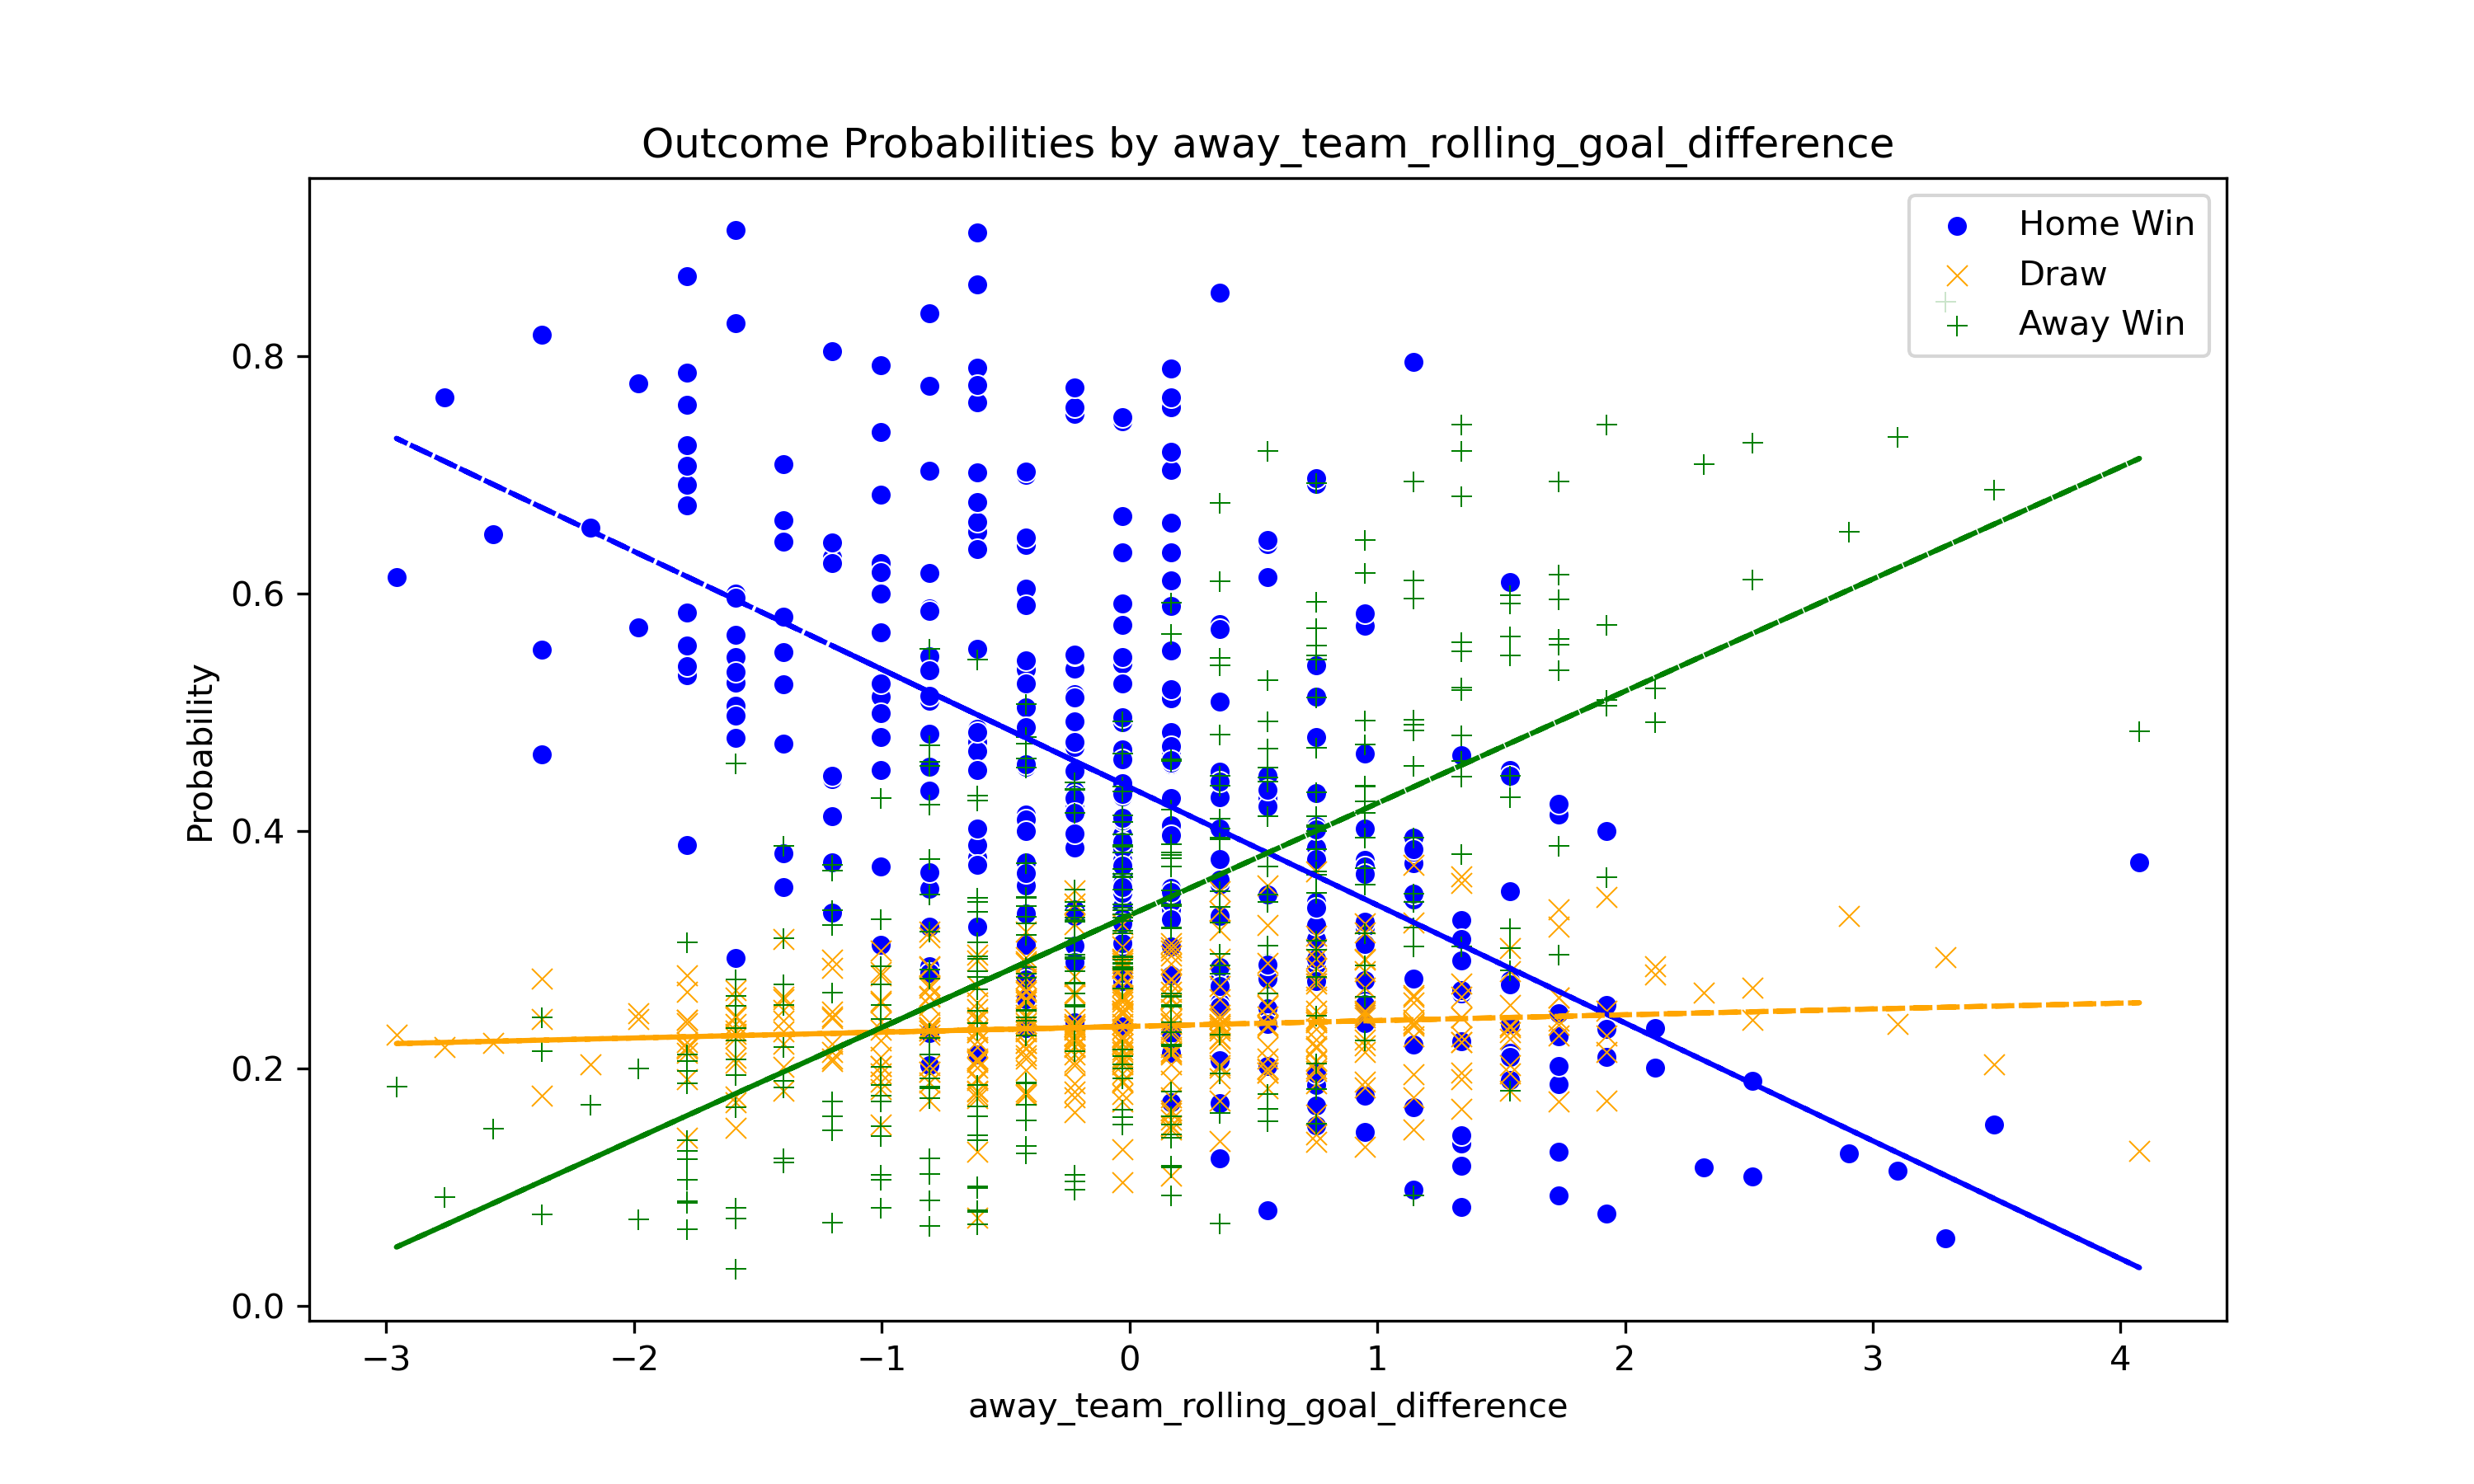 Outcome Probabilities by away_team_rolling_goal_difference
Home Win
Draw
Away Win
0.8
0.6
0.4
0.2
0.0
Probability
−3 −2 −1 0 1 2 3 4
away_team_rolling_goal_difference